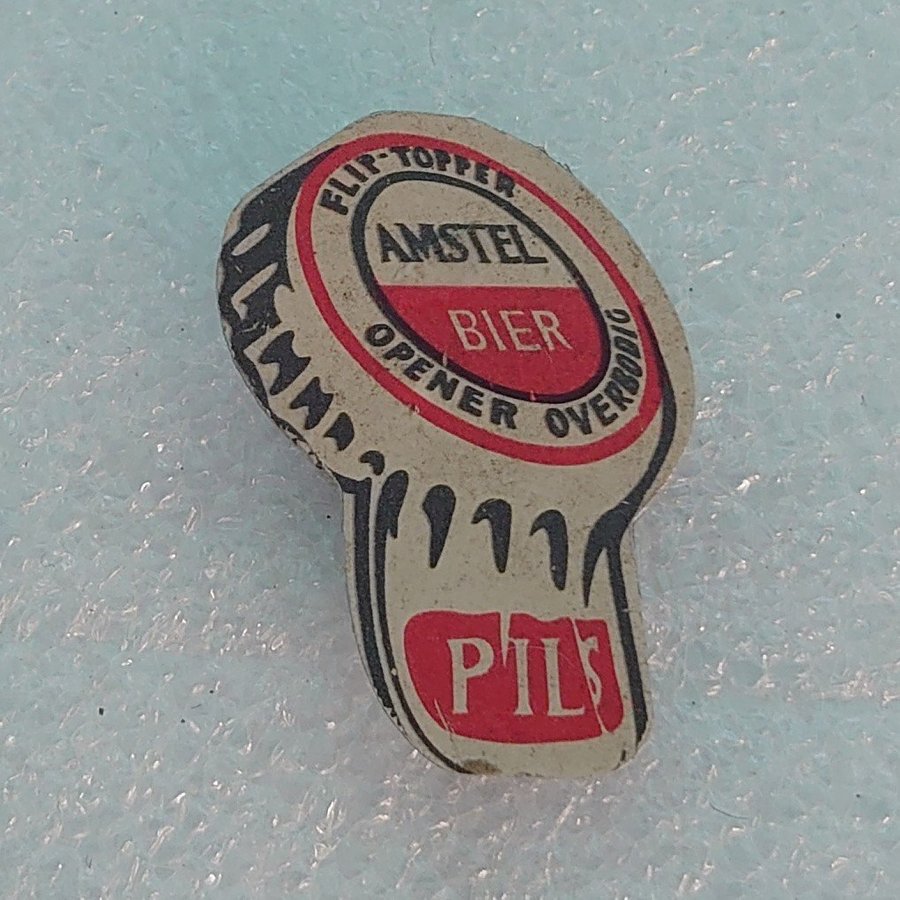 FLIP-TOPPER
AMSTEL
BIER
OPENER OVERBODIG
PILS